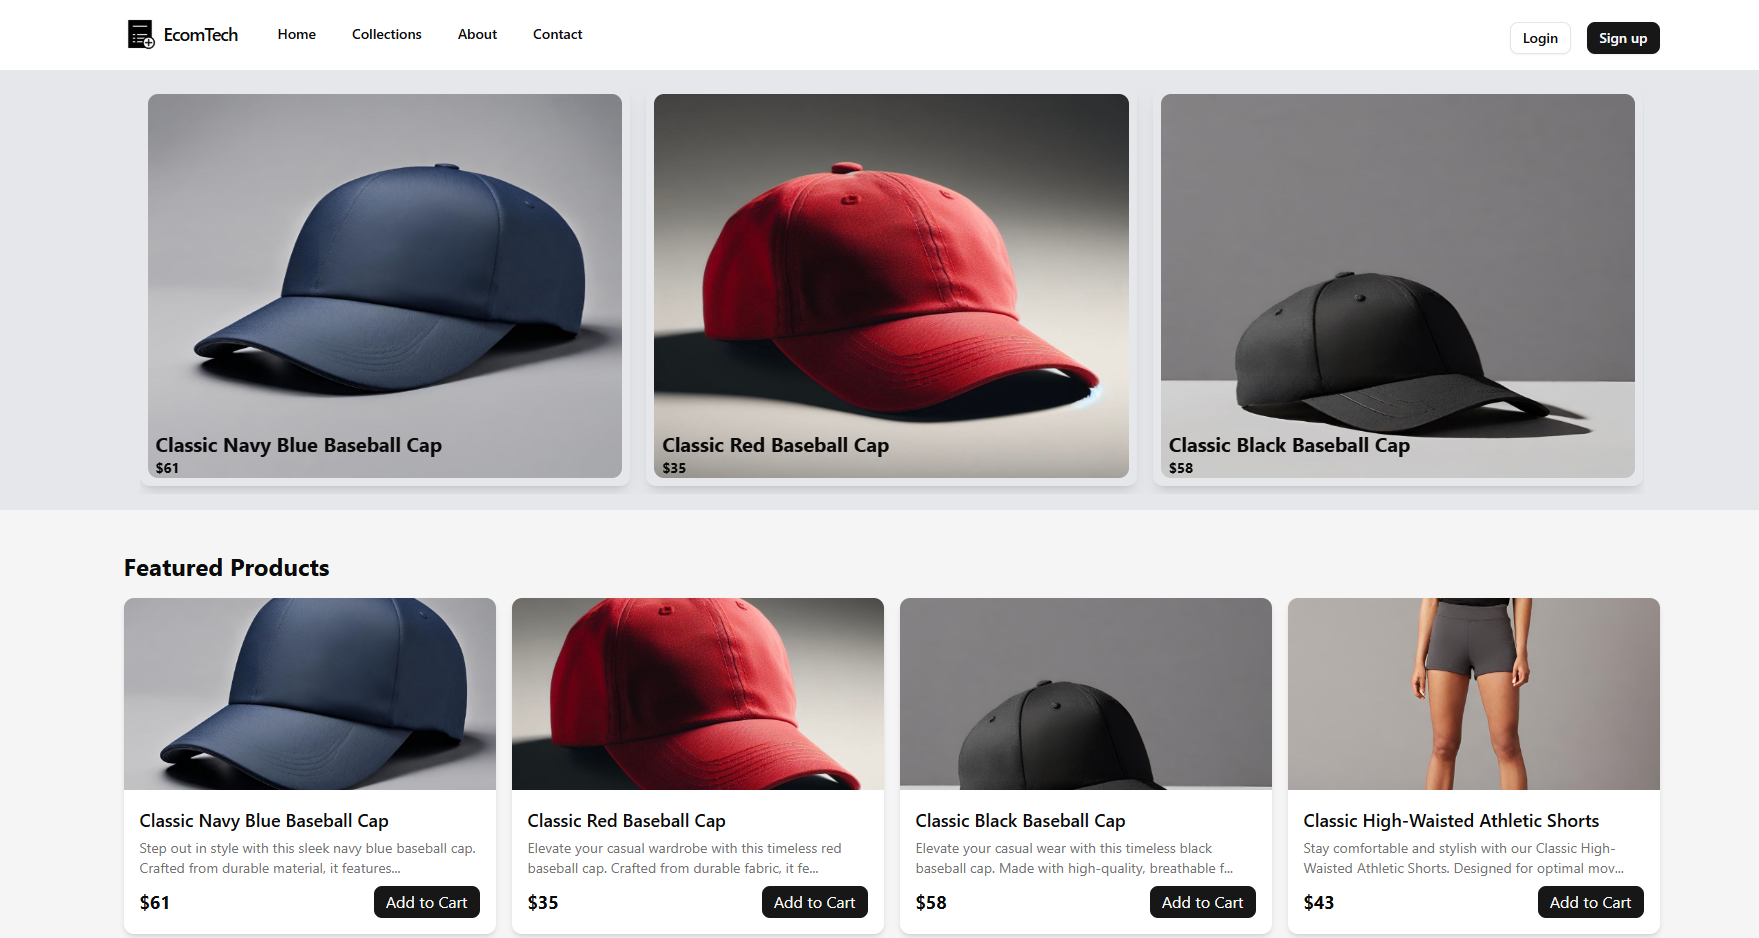 EcomTech
Home
Collections
About
Contact
Login
Sign up
Classic Navy Blue Baseball Cap
$61
Classic Red Baseball Cap
$35
Classic Black Baseball Cap
$58
Featured Products
Classic Navy Blue Baseball Cap
Step out in style with this sleek navy blue baseball cap.
Crafted from durable material, it features...
$61
Add to Cart
Classic Red Baseball Cap
Elevate your casual wardrobe with this timeless red
baseball cap. Crafted from durable fabric, it fe...
$35
Add to Cart
Classic Black Baseball Cap
Elevate your casual wear with this timeless black
baseball cap. Made with high-quality, breathable f...
$58
Add to Cart
Classic High-Waisted Athletic Shorts
Stay comfortable and stylish with our Classic High-
Waisted Athletic Shorts. Designed for optimal mov...
$43
Add to Cart